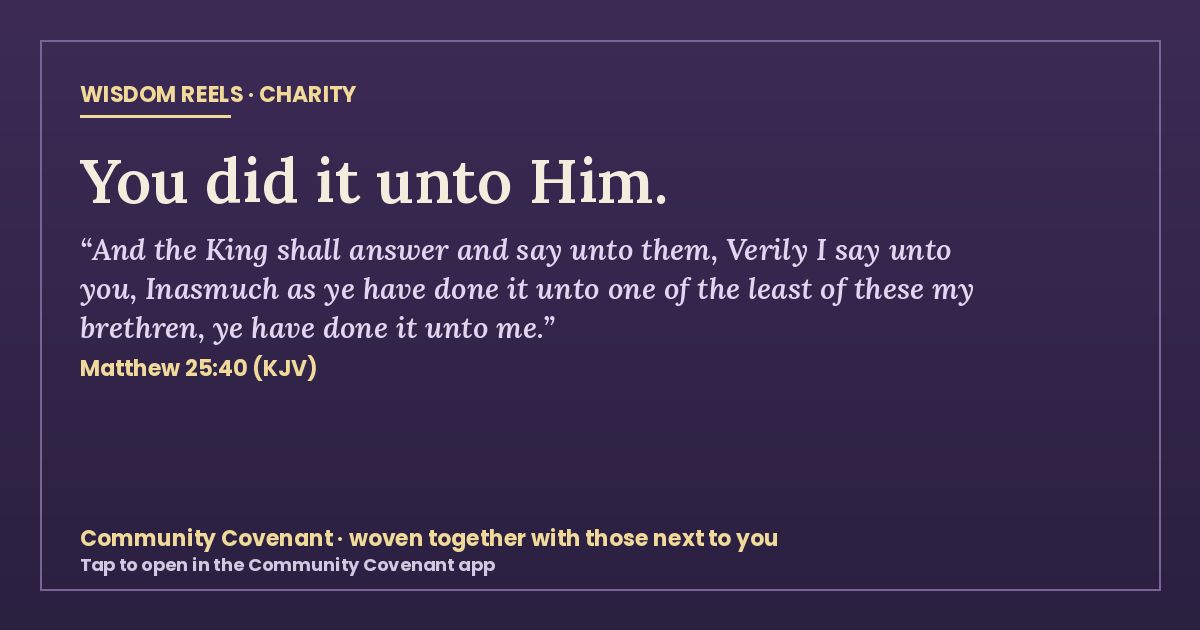 WISDOM REELS · CHARITY
You did it unto Him.
“And the King shall answer and say unto them, Verily I say unto
you, Inasmuch as ye have done it unto one of the least of these my
brethren, ye have done it unto me.”
Matthew 25:40 (KJV)
Community Covenant · woven together with those next to you
Tap to open in the Community Covenant app